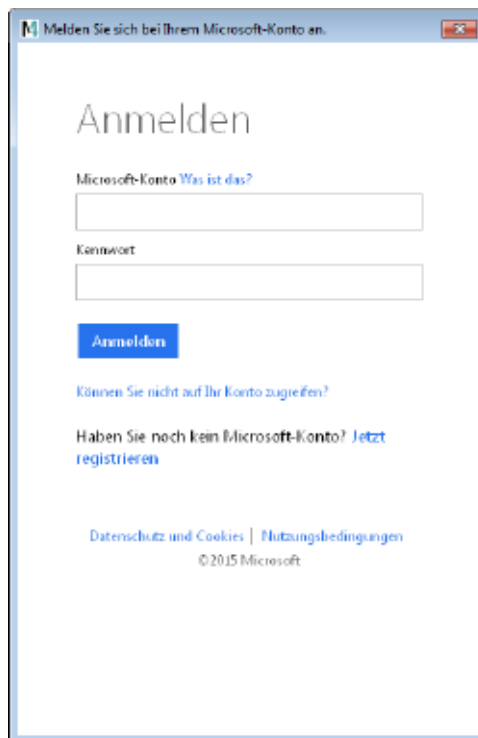 Melden Sie sich bei Ihrem Microsoft-Konto an.
Anmelden
Microsoft-Konto Was ist das?
Kennwort
Anmelden
Können Sie nicht auf Ihr Konto zugreifen?
Haben Sie noch kein Microsoft-Konto? Jetzt
registrieren
Datenschutz und Cookies | Nutzungsbedingungen
©2015 Microsoft